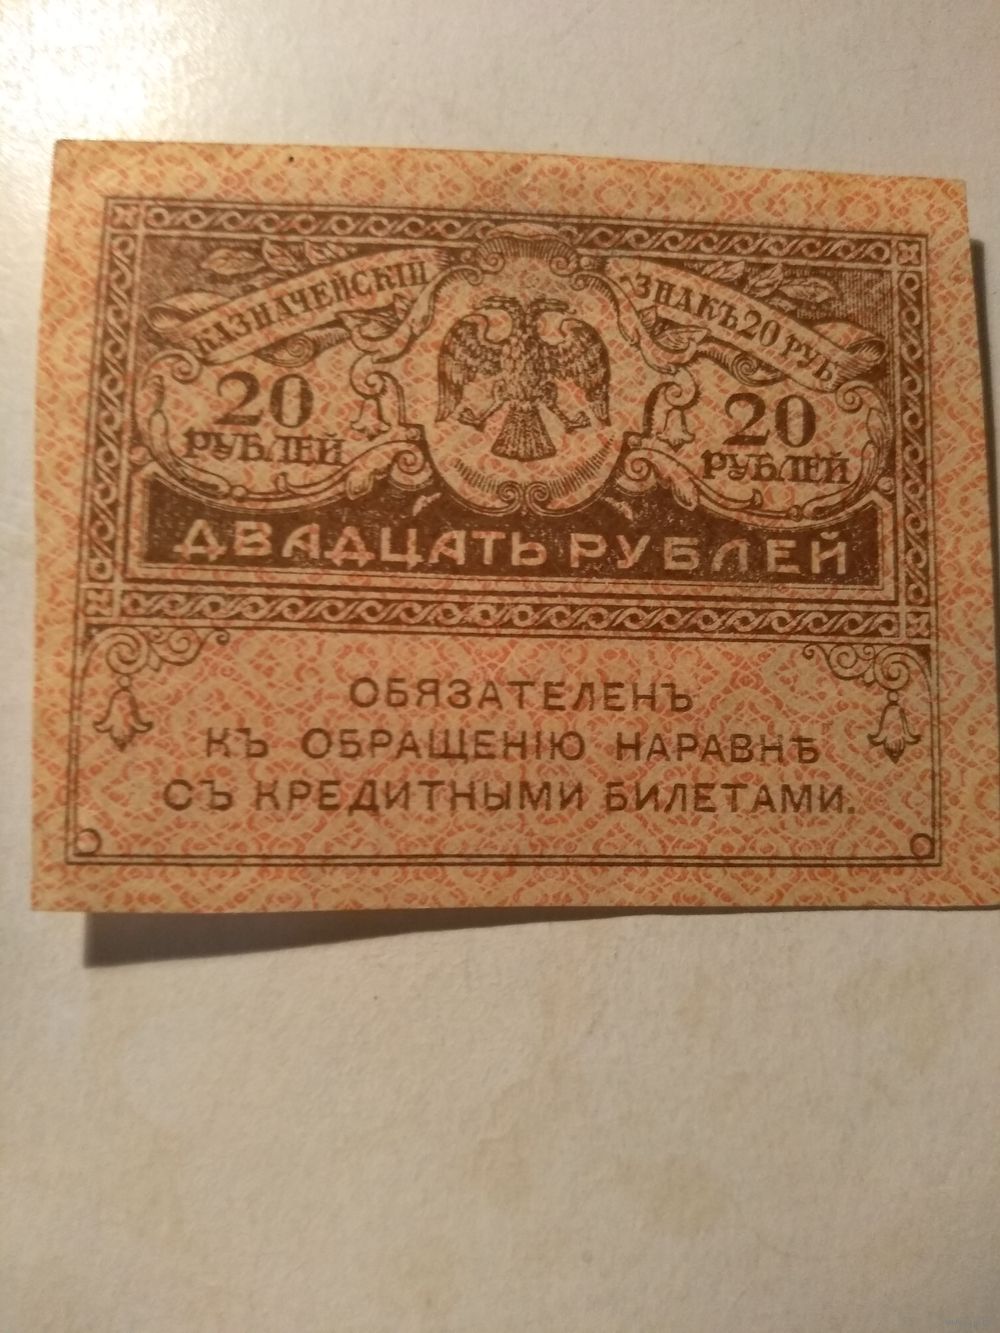 КАЗНАЧЕЙСКІЙ ЗНАКЪ 20 РУБ.
20
РУБЛЕЙ
20
РУБЛЕЙ
ДВАДЦАТЬ РУБЛЕЙ
ОБЯЗАТЕЛЕНЪ
КЪ ОБРАЩЕНІЮ НАРАВНѢ
СЪ КРЕДИТНЫМИ БИЛЕТАМИ.